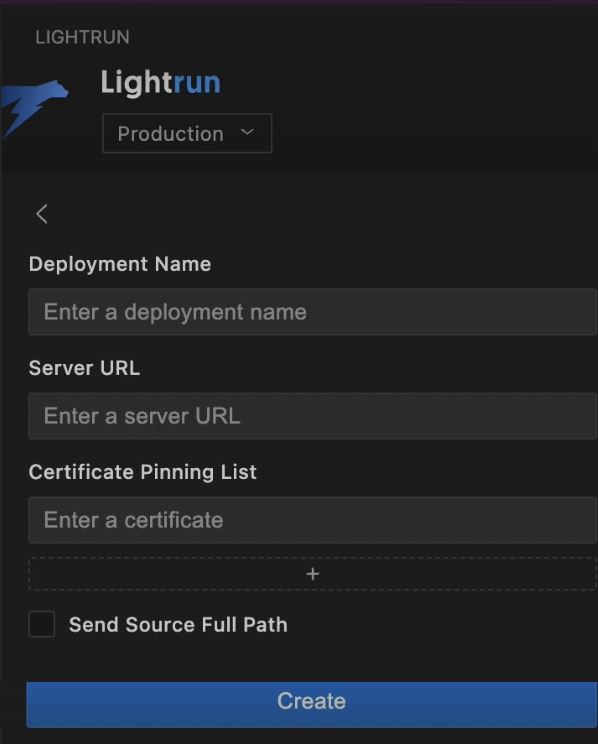 LIGHTRUN
Lightrun
Production
Deployment Name
Enter a deployment name
Server URL
Enter a server URL
Certificate Pinning List
Enter a certificate
+
Send Source Full Path
Create